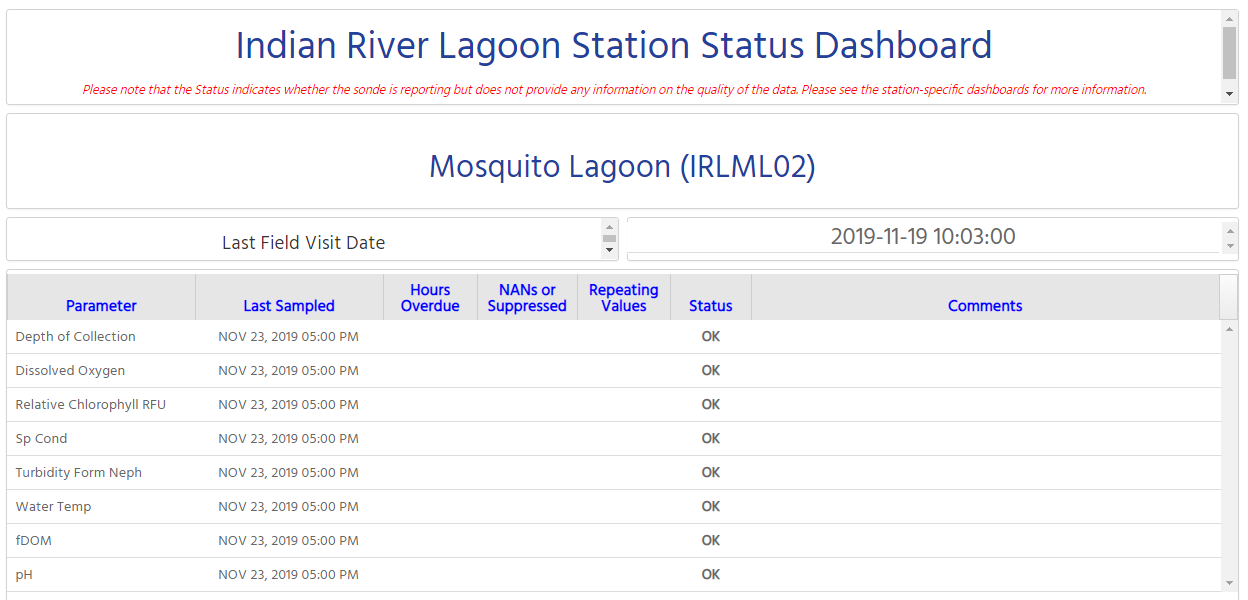 Indian River Lagoon Station Status Dashboard
Please note that the Status indicates whether the sonde is reporting but does not provide any information on the quality of the data. Please see the station-specific dashboards for more information.
Mosquito Lagoon (IRLML02)
Last Field Visit Date 2019-11-19 10:03:00
Parameter Last Sampled Hours Overdue NANs or Suppressed Repeating Values Status Comments
Depth of Collection NOV 23, 2019 05:00 PM OK
Dissolved Oxygen NOV 23, 2019 05:00 PM OK
Relative Chlorophyll RFU NOV 23, 2019 05:00 PM OK
Sp Cond NOV 23, 2019 05:00 PM OK
Turbidity Form Neph NOV 23, 2019 05:00 PM OK
Water Temp NOV 23, 2019 05:00 PM OK
fDOM NOV 23, 2019 05:00 PM OK
pH NOV 23, 2019 05:00 PM OK